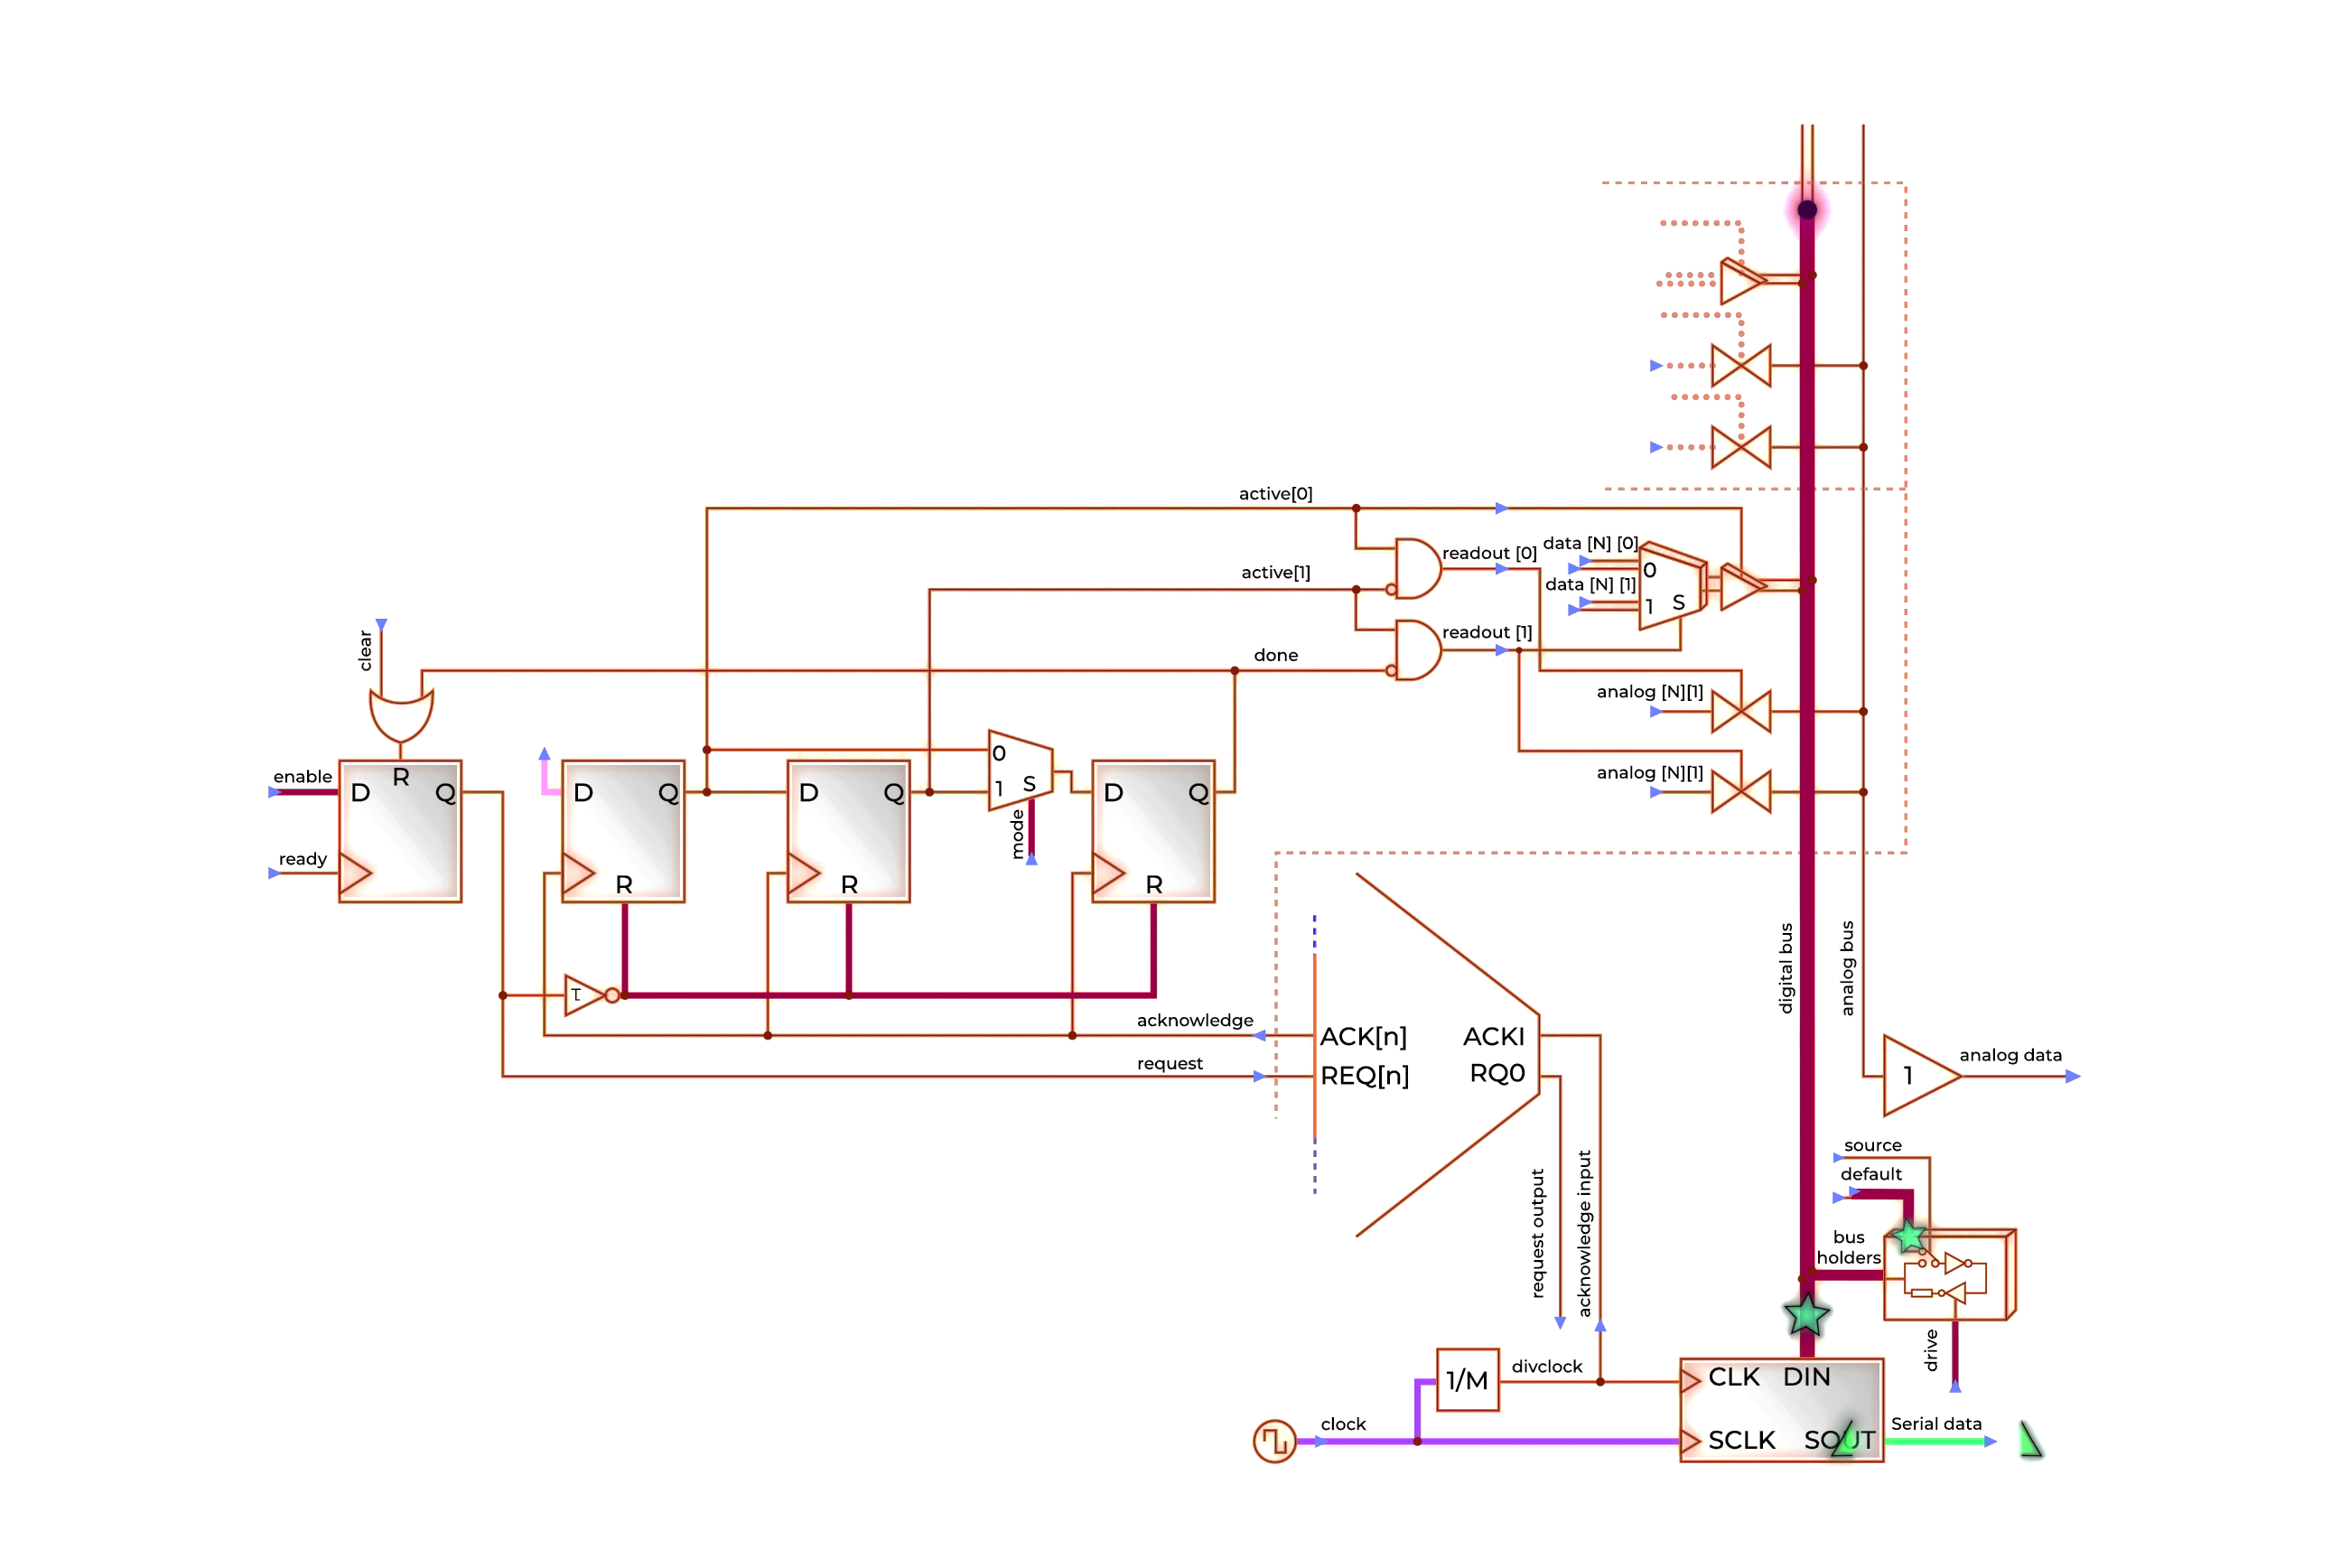 active[0]
data [N] [0]
readout [0]
0
active[1]
data [N] [1]
1 S
readout [1]
clear
done
analog [N][1]
0
enable
R
analog [N][1]
D Q
D Q
D Q
1 S
D Q
mode
ready
R
R
R
digital bus
analog bus
τ
acknowledge
ACK[n] ACKI
request
REQ[n] RQ0
1
analog data
source
default
request output
acknowledge input
bus
holders
drive
1/M
divclock
CLK DIN
clock
SCLK SOUT
Serial data